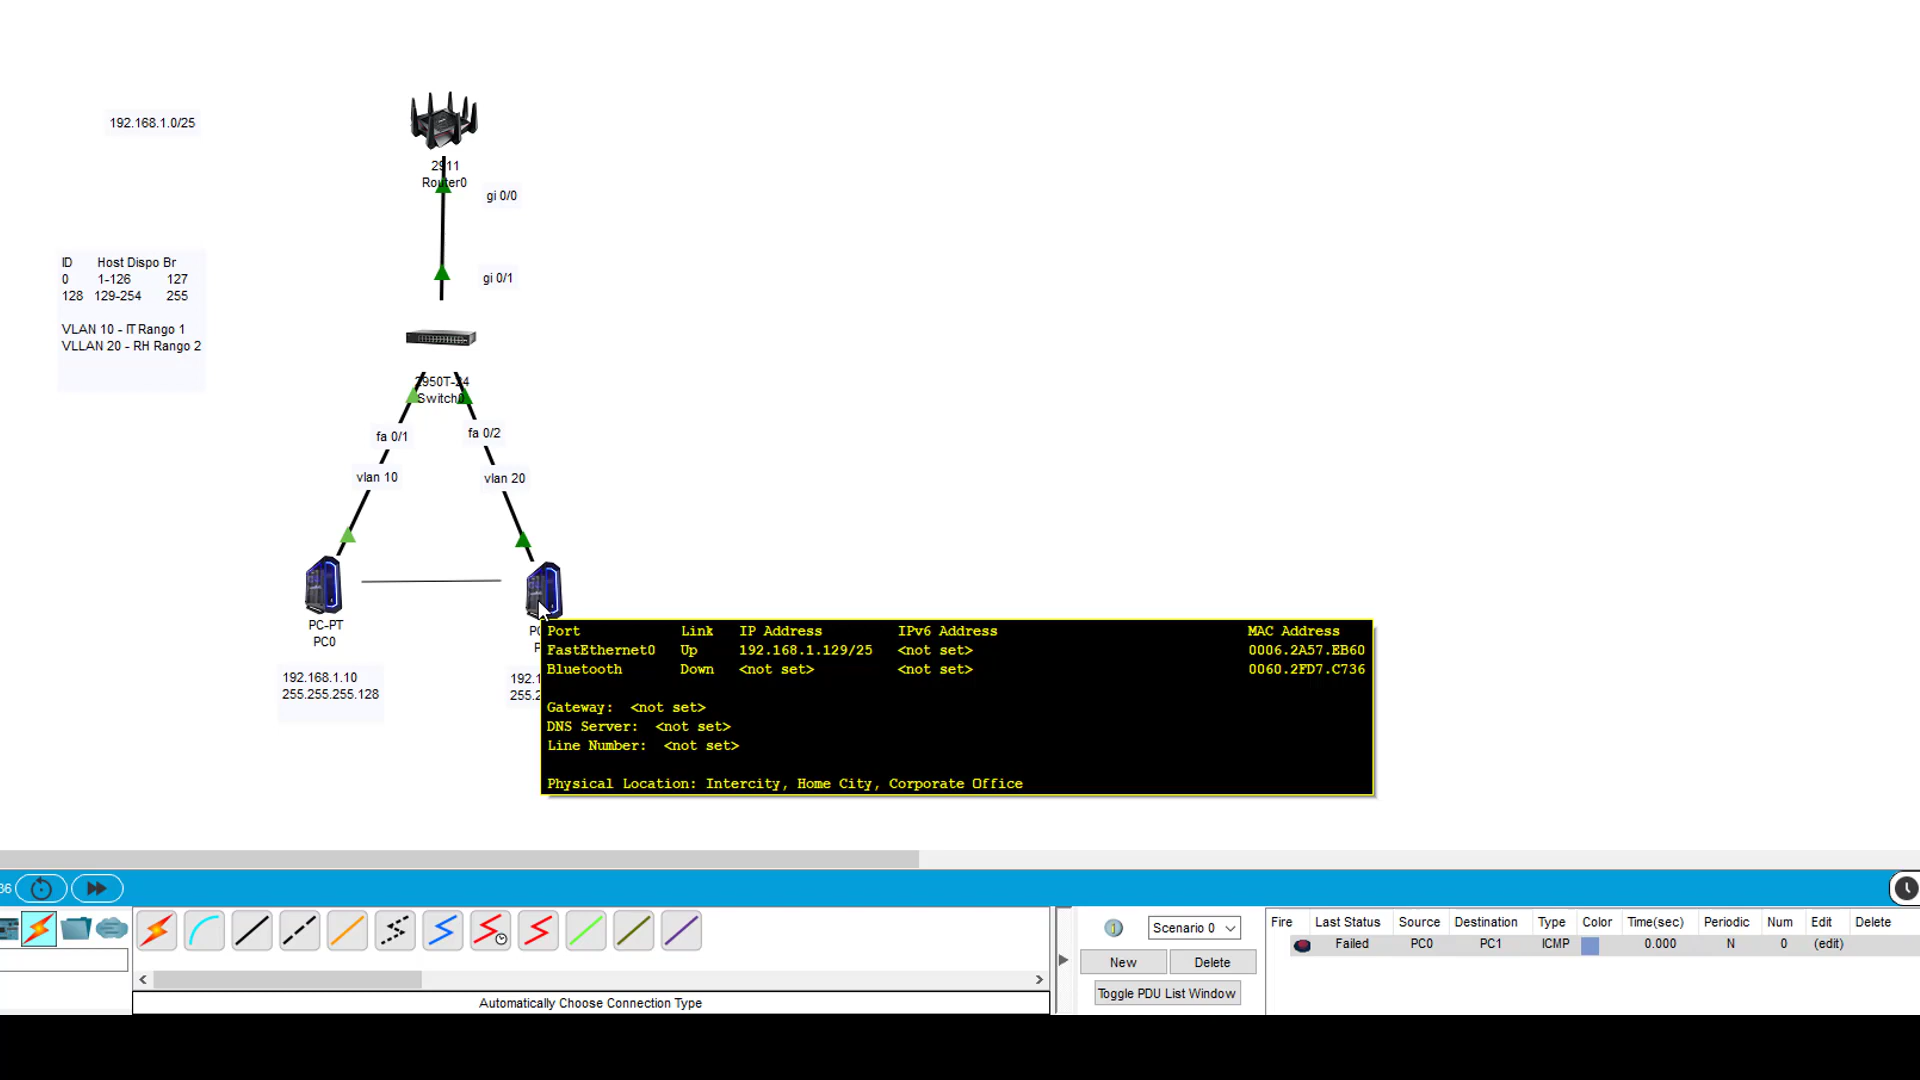 192.168.1.0/25
2911
Router0
gi 0/0
ID Host Dispo Br
0 1-126 127
128 129-254 255
VLAN 10 - IT Rango 1
VLLAN 20 - RH Rango 2
gi 0/1
2950T-24
Switch0
fa 0/1
fa 0/2
vlan 10
vlan 20
PC-PT
PC0
192.168.1.10
255.255.255.128
Port Link IP Address IPv6 Address MAC Address
FastEthernet0 Up 192.168.1.129/25 <not set> 0006.2A57.EB60
Bluetooth Down <not set> <not set> 0060.2FD7.C736
Gateway: <not set>
DNS Server: <not set>
Line Number: <not set>
Physical Location: Intercity, Home City, Corporate Office
36
Automatically Choose Connection Type
Scenario 0
New
Delete
Toggle PDU List Window
Fire Last Status Source Destination Type Color Time(sec) Periodic Num Edit Delete
Failed PC0 PC1 ICMP 0.000 N 0 (edit)